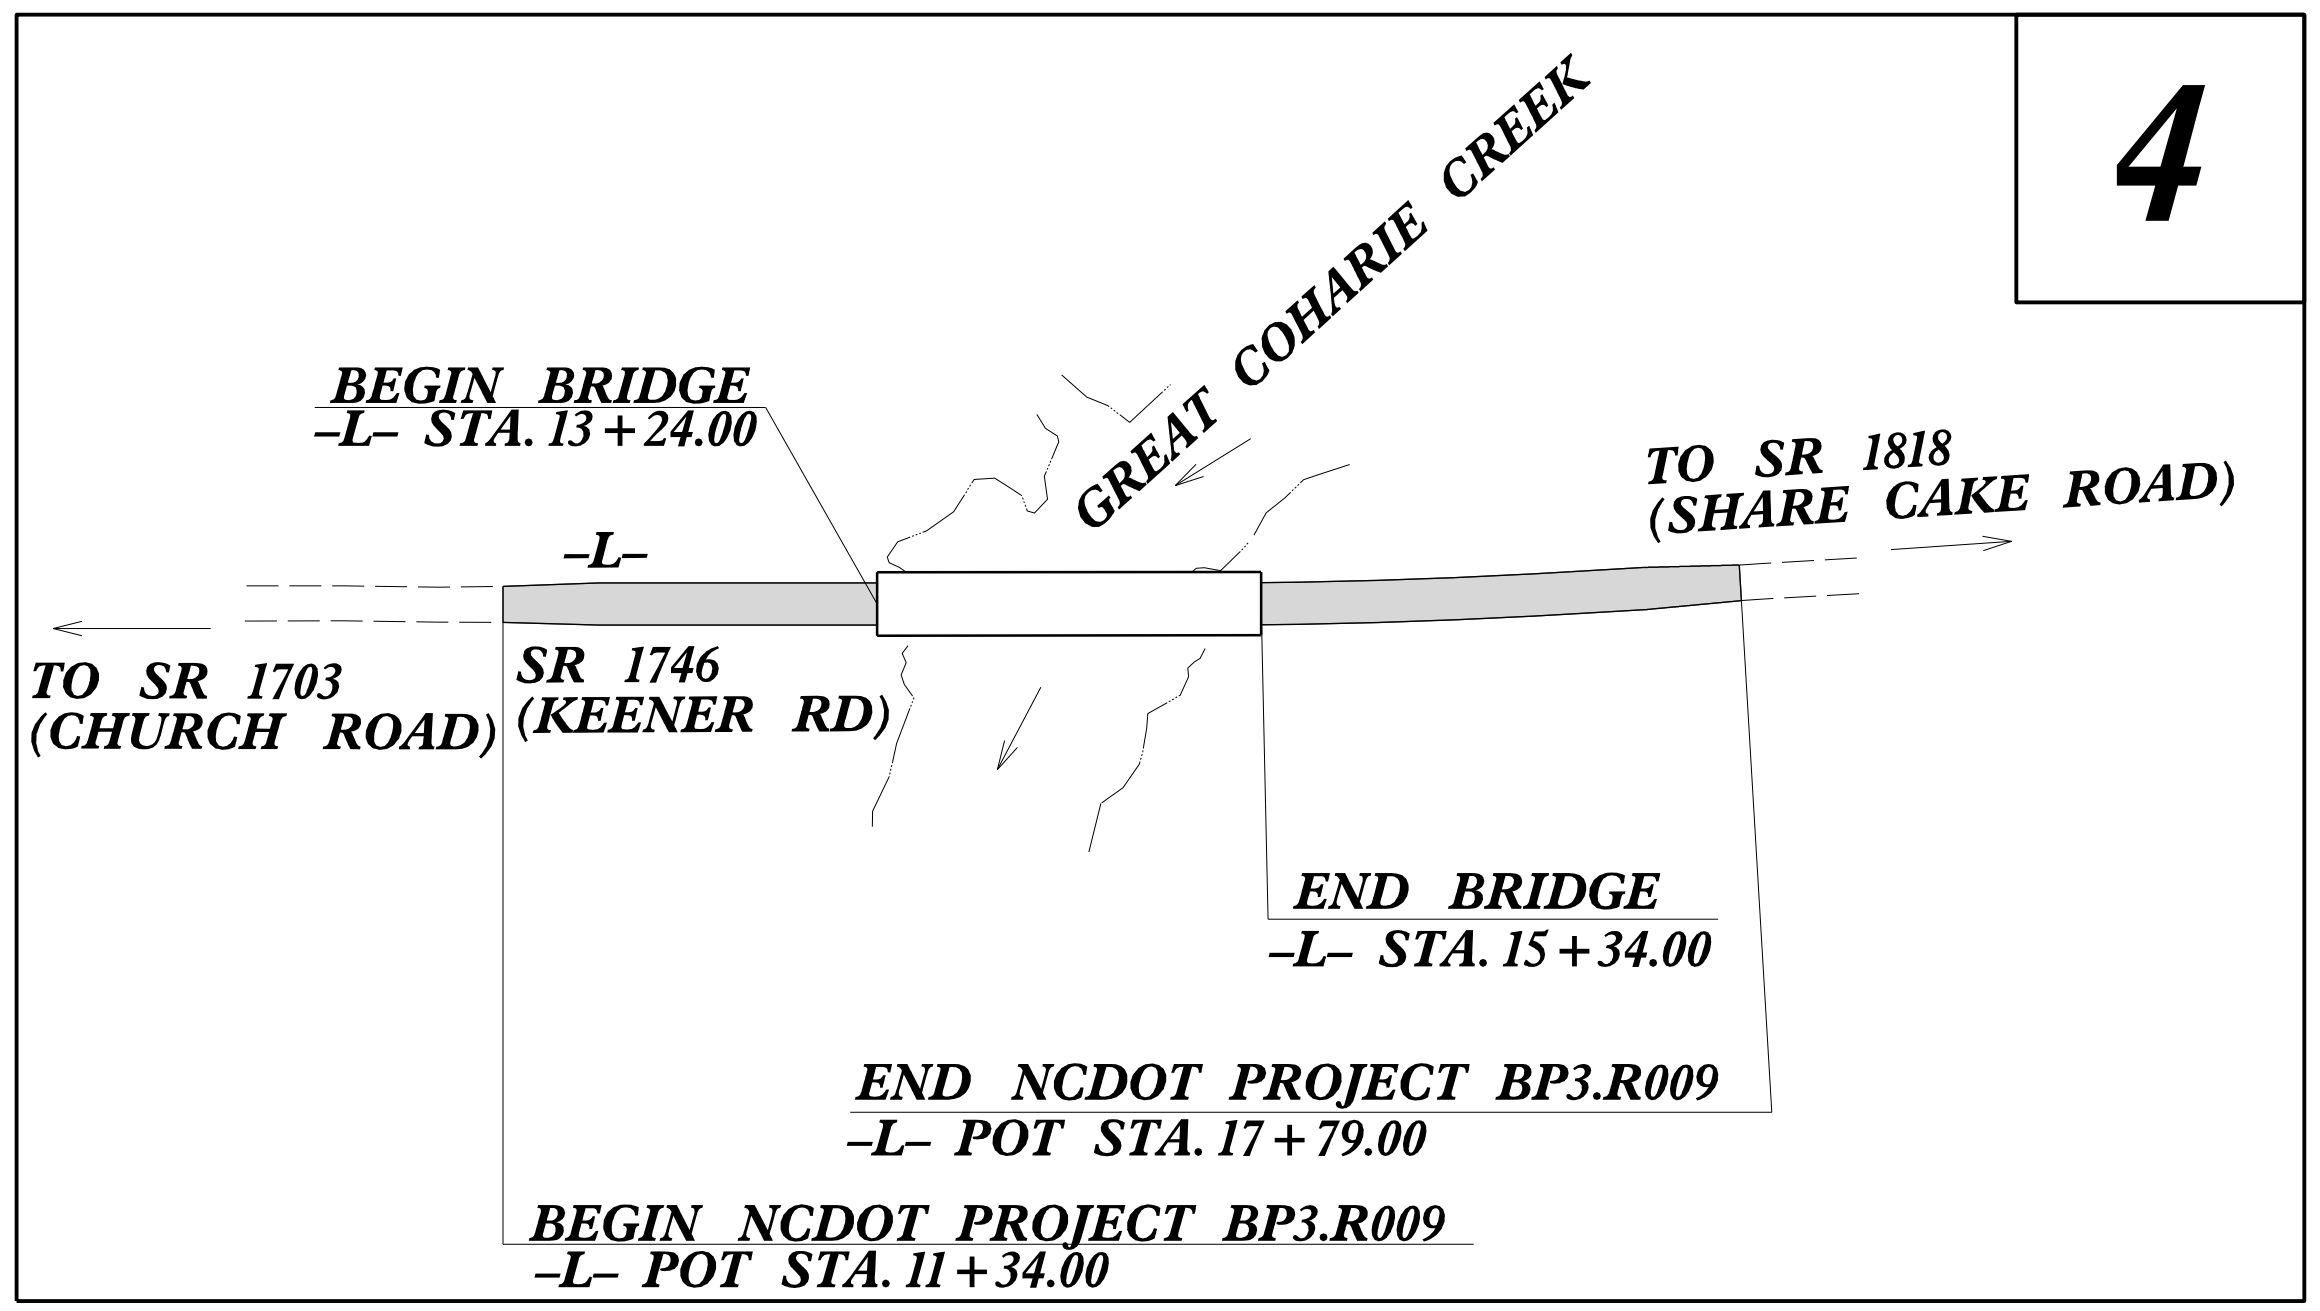 4
GREAT COHARIE CREEK
BEGIN BRIDGE
–L– STA. 13+24.00
TO SR 1818
(SHARE CAKE ROAD)
–L–
TO SR 1703
(CHURCH ROAD)
SR 1746
(KEENER RD)
END BRIDGE
–L– STA. 15+34.00
END NCDOT PROJECT BP3.R009
–L– POT STA. 17+79.00
BEGIN NCDOT PROJECT BP3.R009
–L– POT STA. 11+34.00